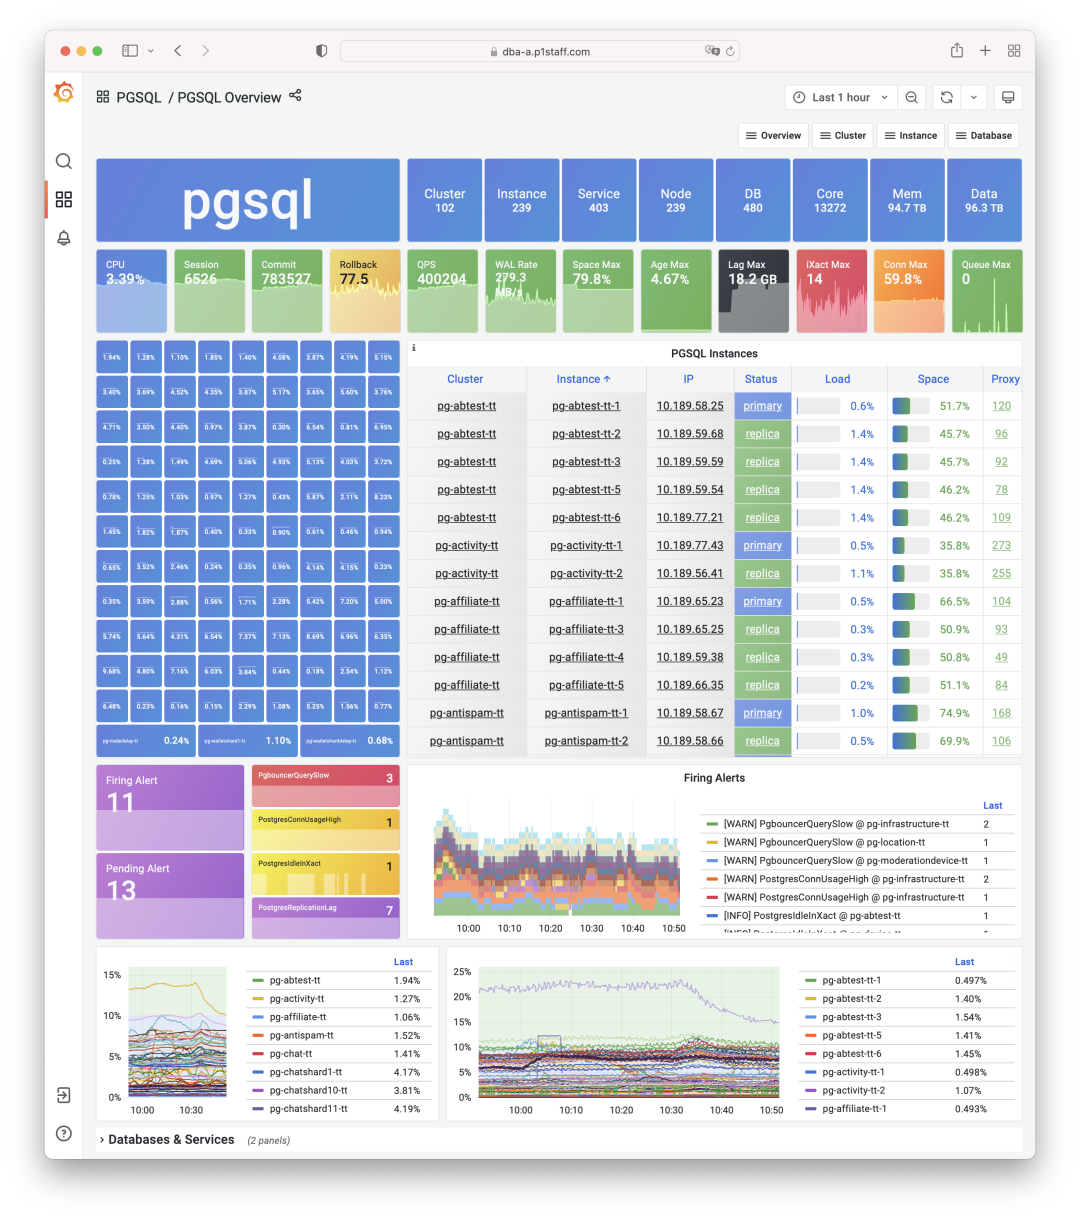 dba-a.p1staff.com
PGSQL / PGSQL Overview
Last 1 hour
Overview Cluster Instance Database
pgsql
Cluster 102
Instance 239
Service 403
Node 239
DB 480
Core 13272
Mem 94.7 TB
Data 96.3 TB
CPU 3.39%
Session 6526
Commit 783527
Rollback 77.5
QPS 400204
WAL Rate 279.3 MB/s
Space Max 79.8%
Age Max 4.67%
Lag Max 18.2 GB
iXact Max 14
Conn Max 59.8%
Queue Max 0
1.94% 1.28% 1.10% 1.85% 1.40% 4.08% 3.87% 4.19% 5.15%
3.40% 3.69% 4.52% 4.35% 3.87% 5.17% 3.65% 5.60% 3.76%
4.71% 3.50% 4.40% 0.97% 3.87% 0.30% 6.54% 0.81% 6.95%
0.25% 1.28% 1.49% 4.69% 5.06% 4.93% 5.13% 4.03% 3.72%
0.78% 1.25% 1.03% 0.97% 1.27% 0.43% 5.87% 2.11% 8.23%
1.45% 1.82% 1.87% 0.40% 0.33% 0.90% 0.61% 0.46% 0.94%
0.65% 3.52% 2.46% 0.24% 0.35% 0.96% 4.14% 4.15% 0.23%
0.35% 3.59% 2.88% 0.56% 1.71% 2.28% 5.42% 7.20% 5.00%
5.74% 5.64% 4.31% 6.54% 7.37% 7.13% 8.69% 6.96% 6.35%
9.68% 4.80% 7.16% 6.03% 3.84% 0.44% 0.18% 2.54% 1.12%
6.48% 0.23% 0.16% 0.15% 2.29% 1.08% 5.25% 1.56% 0.77%
pg-tradedelay-tt 0.24% pg-walletshard1-tt 1.10% pg-walletsharddelay-tt 0.68%
i
PGSQL Instances
Cluster Instance ↑ IP Status Load Space Proxy
pg-abtest-tt pg-abtest-tt-1 10.189.58.25 primary 0.6% 51.7% 120
pg-abtest-tt pg-abtest-tt-2 10.189.59.68 replica 1.4% 45.7% 96
pg-abtest-tt pg-abtest-tt-3 10.189.59.59 replica 1.4% 45.7% 92
pg-abtest-tt pg-abtest-tt-5 10.189.59.54 replica 1.4% 46.2% 78
pg-abtest-tt pg-abtest-tt-6 10.189.77.21 replica 1.4% 46.2% 109
pg-activity-tt pg-activity-tt-1 10.189.77.43 primary 0.5% 35.8% 273
pg-activity-tt pg-activity-tt-2 10.189.56.41 replica 1.1% 35.8% 255
pg-affiliate-tt pg-affiliate-tt-1 10.189.65.23 primary 0.5% 66.5% 104
pg-affiliate-tt pg-affiliate-tt-3 10.189.65.25 replica 0.3% 50.9% 93
pg-affiliate-tt pg-affiliate-tt-4 10.189.59.38 replica 0.3% 50.8% 49
pg-affiliate-tt pg-affiliate-tt-5 10.189.66.35 replica 0.2% 51.1% 84
pg-antispam-tt pg-antispam-tt-1 10.189.58.67 primary 1.0% 74.9% 168
pg-antispam-tt pg-antispam-tt-2 10.189.58.66 replica 0.5% 69.9% 106
Firing Alert 11
Pending Alert 13
PgbouncerQuerySlow 3
PostgresConnUsageHigh 1
PostgresIdleInXact 1
PostgresReplicationLag 7
Firing Alerts
10:00 10:10 10:20 10:30 10:40 10:50
Last
[WARN] PgbouncerQuerySlow @ pg-infrastructure-tt 2
[WARN] PgbouncerQuerySlow @ pg-location-tt 1
[WARN] PgbouncerQuerySlow @ pg-moderationdevice-tt 1
[WARN] PostgresConnUsageHigh @ pg-infrastructure-tt 2
[WARN] PostgresConnUsageHigh @ pg-infrastructure-tt 1
[INFO] PostgresIdleInXact @ pg-abtest-tt 1
15%
10%
5%
0%
10:00 10:30
Last
pg-abtest-tt 1.94%
pg-activity-tt 1.27%
pg-affiliate-tt 1.06%
pg-antispam-tt 1.52%
pg-chat-tt 1.41%
pg-chatshard1-tt 4.17%
pg-chatshard10-tt 3.81%
pg-chatshard11-tt 4.19%
25%
20%
15%
10%
5%
0%
10:00 10:10 10:20 10:30 10:40 10:50
Last
pg-abtest-tt-1 0.497%
pg-abtest-tt-2 1.40%
pg-abtest-tt-3 1.54%
pg-abtest-tt-5 1.41%
pg-abtest-tt-6 1.45%
pg-activity-tt-1 0.498%
pg-activity-tt-2 1.07%
pg-affiliate-tt-1 0.493%
Databases & Services (2 panels)